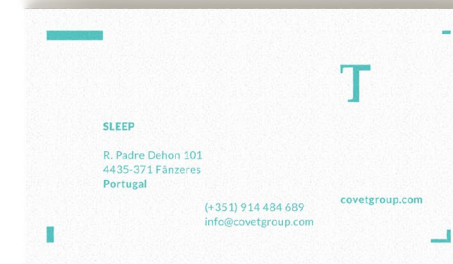 T
SLEEP
R. Padre Dehon 101
4435-371 Fânzeres
Portugal
(+351) 914 484 689
info@covetgroup.com
covetgroup.com